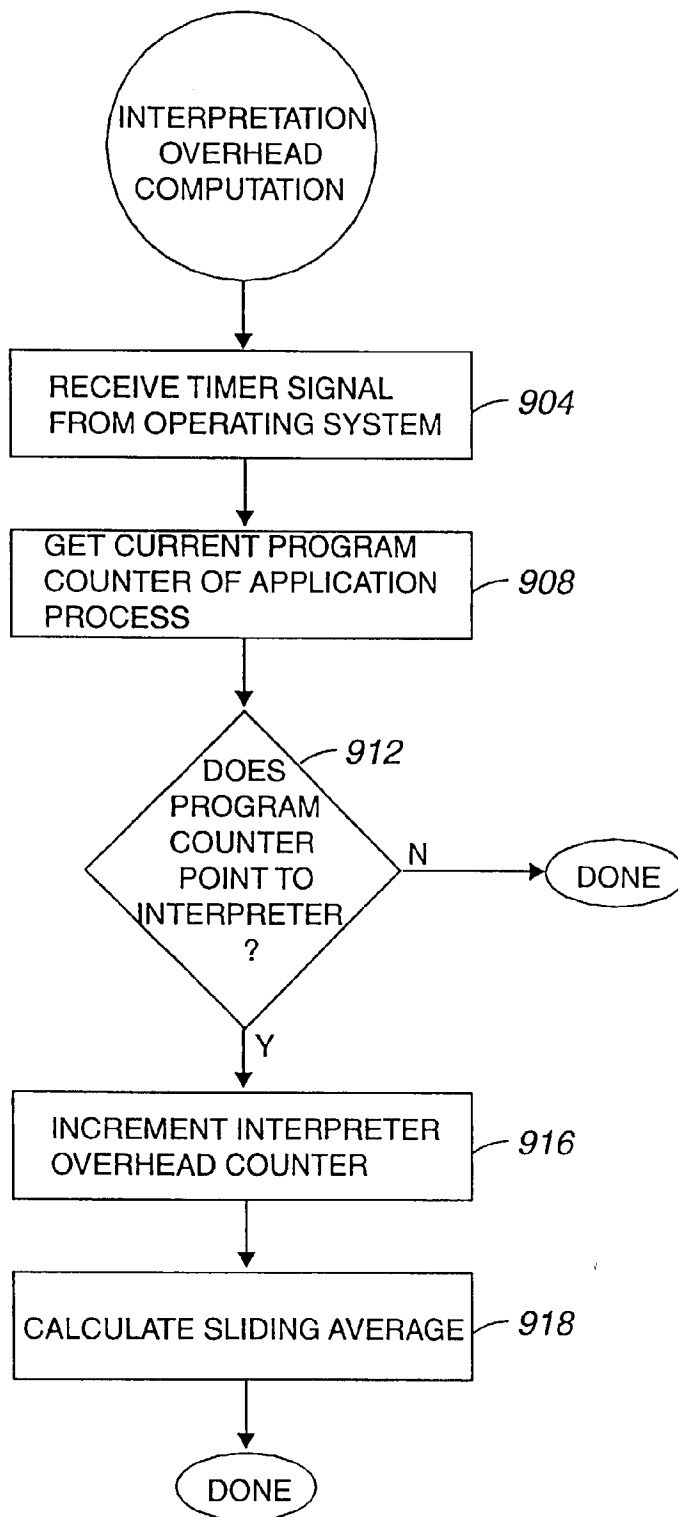 INTERPRETATION
OVERHEAD
COMPUTATION
RECEIVE TIMER SIGNAL
FROM OPERATING SYSTEM
904
GET CURRENT PROGRAM
COUNTER OF APPLICATION
PROCESS
908
912
DOES
PROGRAM
COUNTER
POINT TO
INTERPRETER
?
N
DONE
Y
INCREMENT INTERPRETER
OVERHEAD COUNTER
916
CALCULATE SLIDING AVERAGE
918
DONE